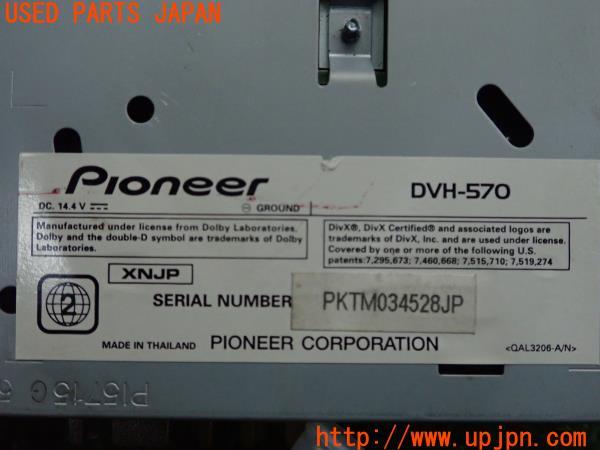 USED PARTS JAPAN
Pioneer
DVH-570
DC. 14.4 V
⊖ GROUND
Manufactured under license from Dolby Laboratories.
Dolby and the double-D symbol are trademarks of Dolby
Laboratories.
DivX®, DivX Certified® and associated logos are
trademarks of DivX, Inc. and are used under license.
Covered by one or more of the following U.S.
patents:7,295,673; 7,460,668; 7,515,710; 7,519,274
XNJP
2
SERIAL NUMBER
PKTM034528JP
MADE IN THAILAND
PIONEER CORPORATION
<QAL3206-A/N>
PI5715G
http://www.upjpn.com/